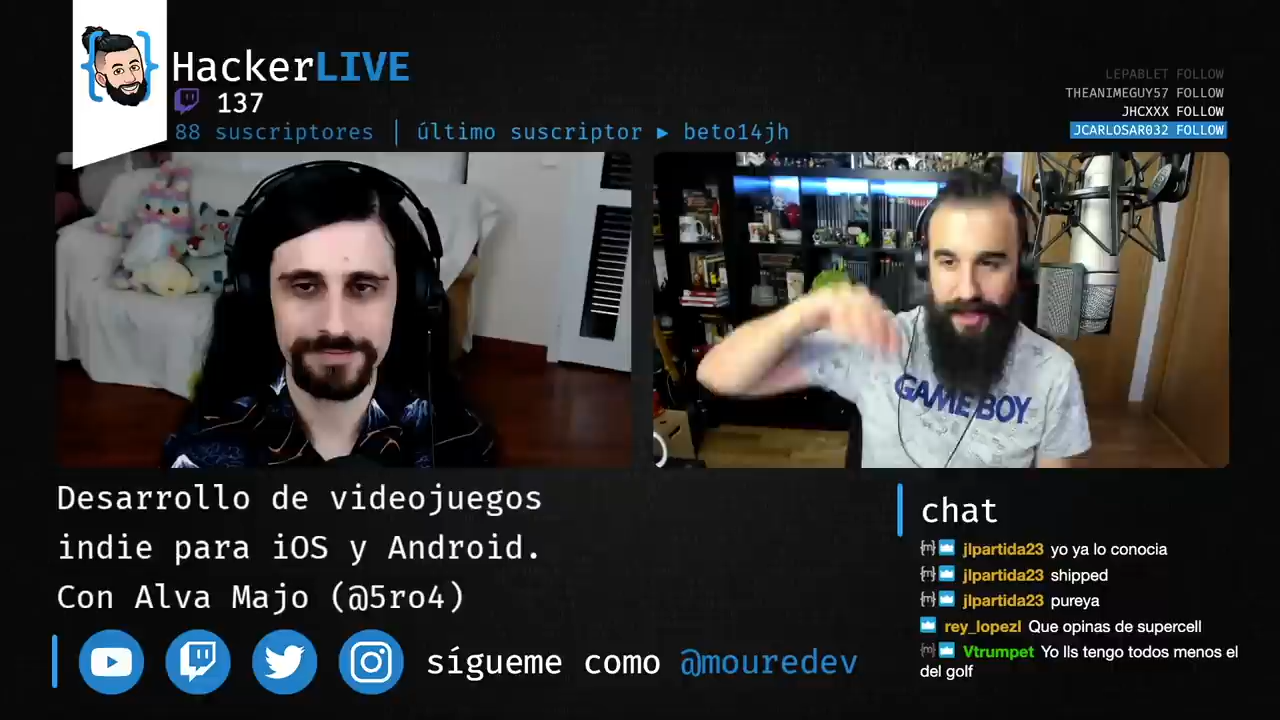 HackerLIVE
137
88 suscriptores | último suscriptor ▸ beto14jh
LEPABLET FOLLOW
THEANIMEGUY57 FOLLOW
JHCXXX FOLLOW
JCARLOSAR032 FOLLOW
GAME BOY
Desarrollo de videojuegos
indie para iOS y Android.
Con Alva Majo (@5ro4)
sígueme como @mouredev
chat
{m} jlpartida23 yo ya lo conocia
{m} jlpartida23 shipped
{m} jlpartida23 pureya
rey_lopezl Que opinas de supercell
{m} Vtrumpet Yo lls tengo todos menos el
del golf